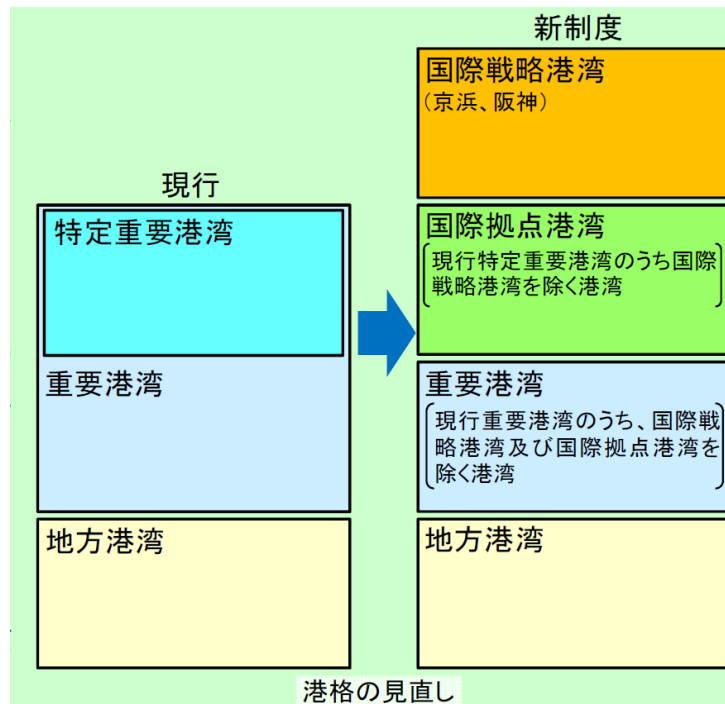 現行
特定重要港湾
重要港湾
地方港湾
新制度
国際戦略港湾
（京浜、阪神）
国際拠点港湾
現行特定重要港湾のうち国際
戦略港湾を除く港湾
重要港湾
現行重要港湾のうち、国際戦
略港湾及び国際拠点港湾を
除く港湾
地方港湾
港格の見直し